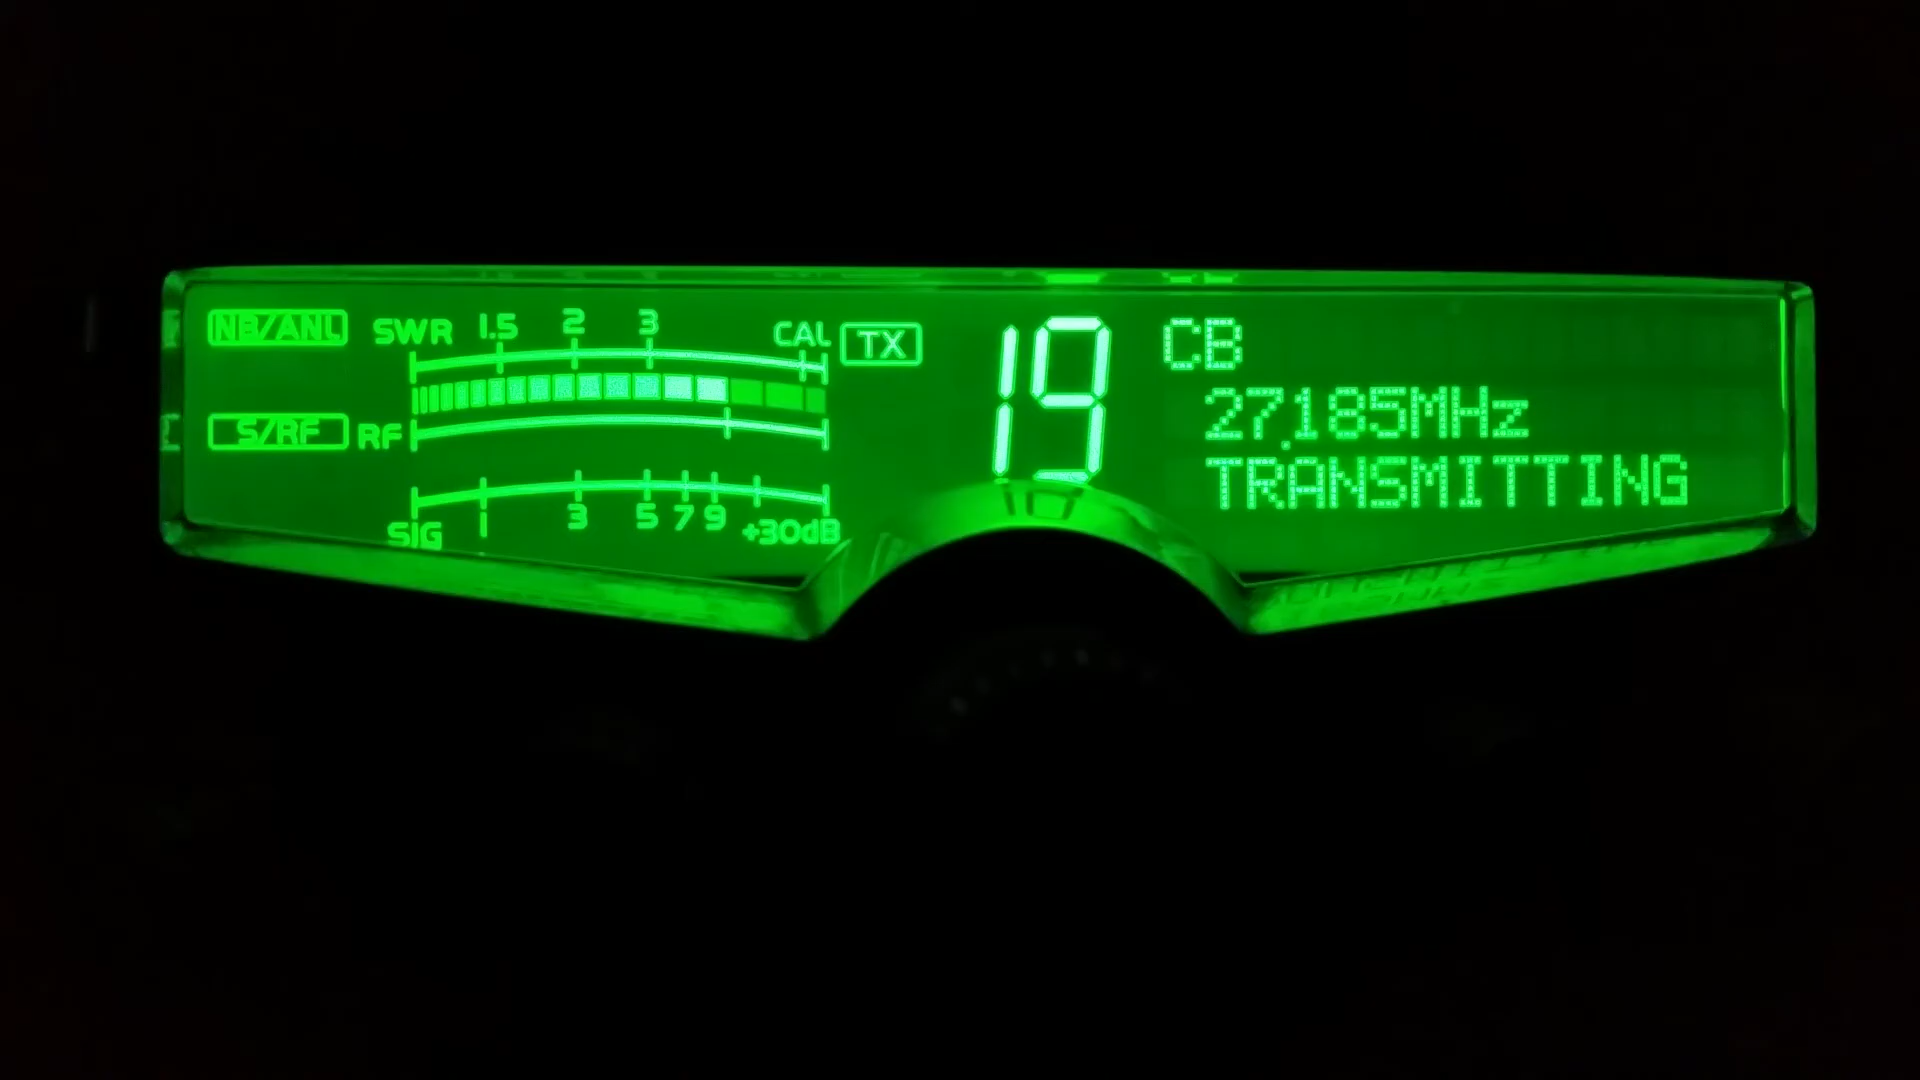 NB/ANL SWR 1.5 2 3 CAL TX
S/RF RF
SIG 1 3 5 7 9 +30dB
19
CB
27.185MHz
TRANSMITTING